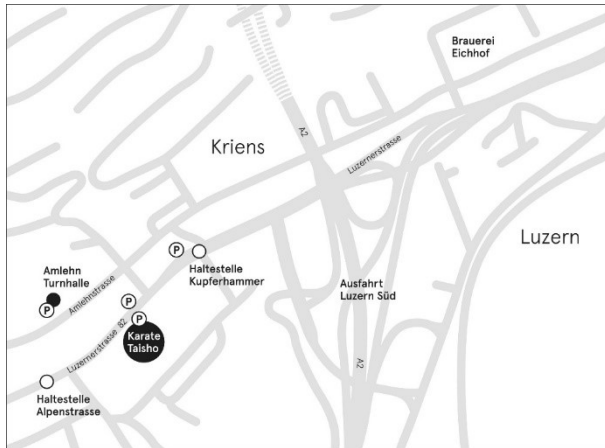 Brauerei
Eichhof
A2
Kriens
Luzernerstrasse
Luzern
P
Haltestelle
Kupferhammer
Amlehn
Turnhalle
P
Amlehnstrasse
P
P
Ausfahrt
Luzern Süd
Luzernerstrasse 82
Karate
Taisho
A2
Haltestelle
Alpenstrasse